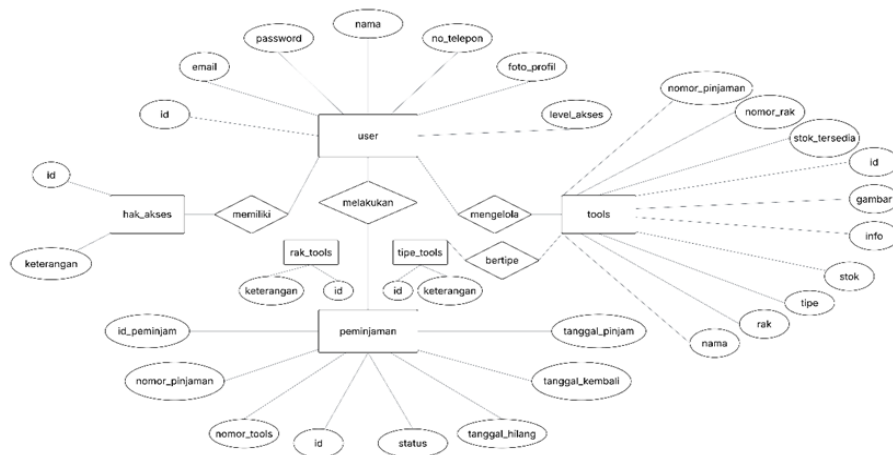 nama
password
no_telepon
email
foto_profil
id
level_akses
user
nomor_pinjaman
nomor_rak
stok_tersedia
id
gambar
info
stok
tipe
rak
nama
tools
id
hak_akses
keterangan
memiliki
melakukan
mengelola
bertipe
rak_tools
keterangan
id
tipe_tools
id
keterangan
peminjaman
id_peminjam
nomor_pinjaman
nomor_tools
id
status
tanggal_hilang
tanggal_kembali
tanggal_pinjam